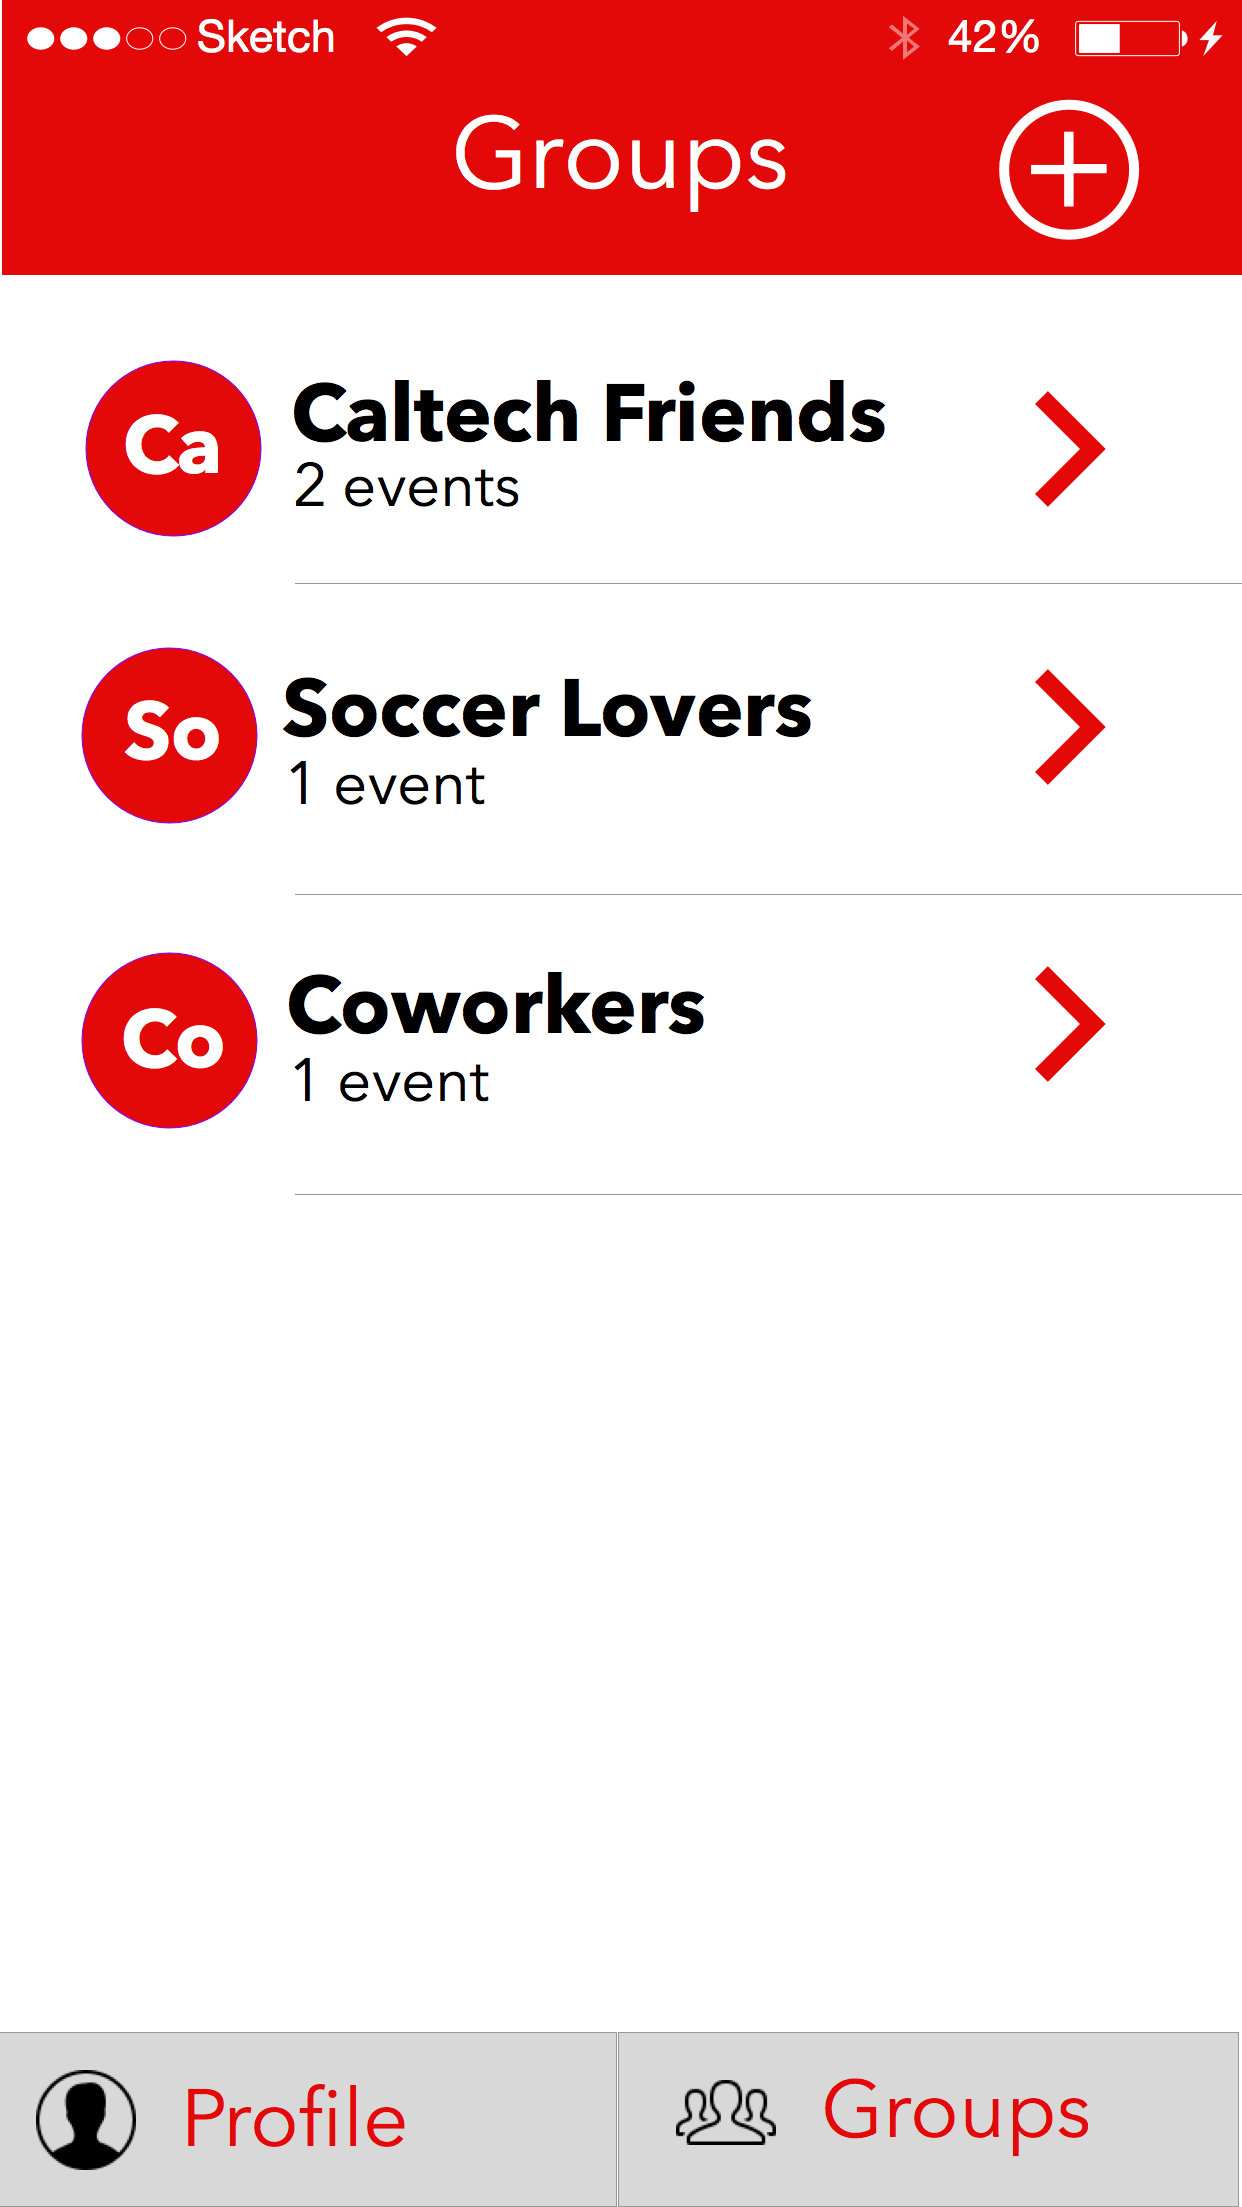 Sketch 42%
Groups
Ca Caltech Friends
2 events
So Soccer Lovers
1 event
Co Coworkers
1 event
Profile Groups